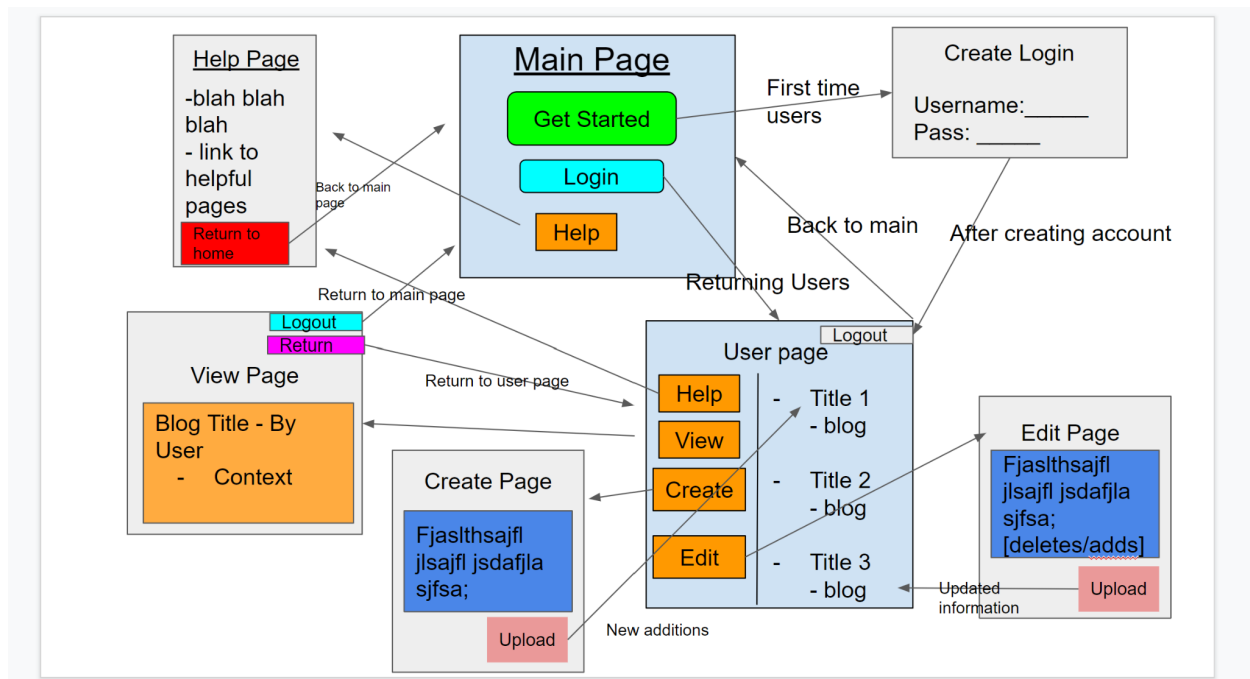 Help Page
-blah blah
blah
- link to
helpful
pages
Return to
home
Back to main
page
Main Page
Get Started
Login
Help
First time
users
Create Login
Username:_____
Pass: _____
Back to main
After creating account
Returning Users
Return to main page
Logout
Return
View Page
Blog Title - By
User
- Context
Return to user page
Logout
User page
Help
View
Create
Edit
- Title 1
- blog
- Title 2
- blog
- Title 3
- blog
Create Page
Fjaslthsajfl
jlsajfl jsdafjla
sjfsa;
Upload
New additions
Edit Page
Fjaslthsajfl
jlsajfl jsdafjla
sjfsa;
[deletes/adds]
Upload
Updated
information